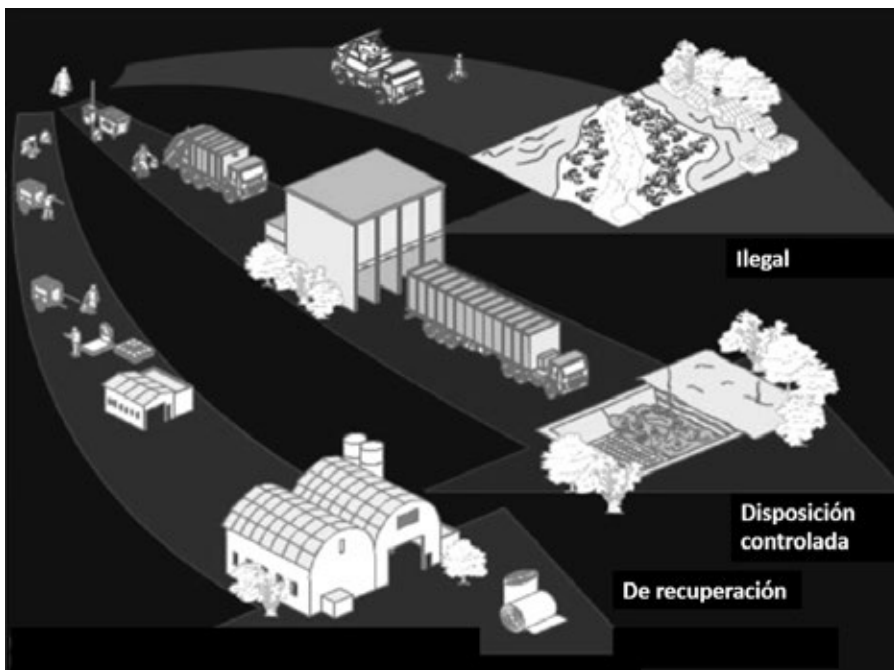 Ilegal
Disposición
controlada
De recuperación